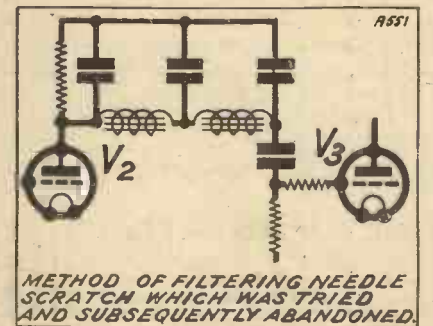 A551
V2
V3
METHOD OF FILTERING NEEDLE
SCRATCH WHICH WAS TRIED
AND SUBSEQUENTLY ABANDONED.